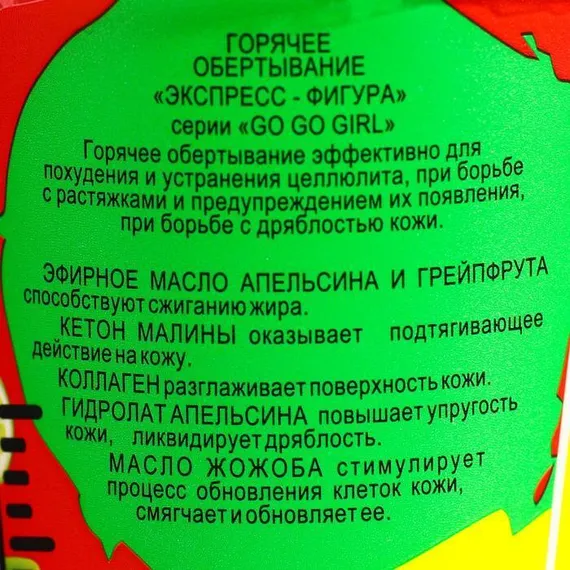 ГОРЯЧЕЕ
ОБЕРТЫВАНИЕ
«ЭКСПРЕСС - ФИГУРА»
серии «GO GO GIRL»
Горячее обертывание эффективно для
похудения и устранения целлюлита, при борьбе
с растяжками и предупреждением их появления,
при борьбе с дряблостью кожи.
ЭФИРНОЕ МАСЛО АПЕЛЬСИНА И ГРЕЙПФРУТА
способствуют сжиганию жира.
КЕТОН МАЛИНЫ оказывает подтягивающее
действие на кожу.
КОЛЛАГЕН разглаживает поверхность кожи.
ГИДРОЛАТ АПЕЛЬСИНА повышает упругость
кожи, ликвидирует дряблость.
МАСЛО ЖОЖОБА стимулирует
процесс обновления клеток кожи,
смягчает и обновляет ее.